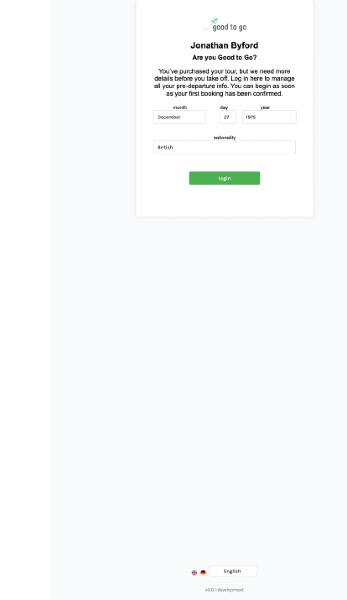 good to go
Jonathan Byford
Are you Good to Go?
You've purchased your tour, but we need more
details before you take off. Log in here to manage
all your pre-departure info. You can begin as soon
as your first booking has been confirmed.
month day year
December 27 1975
nationality
British
login
English
v0.0.1 development